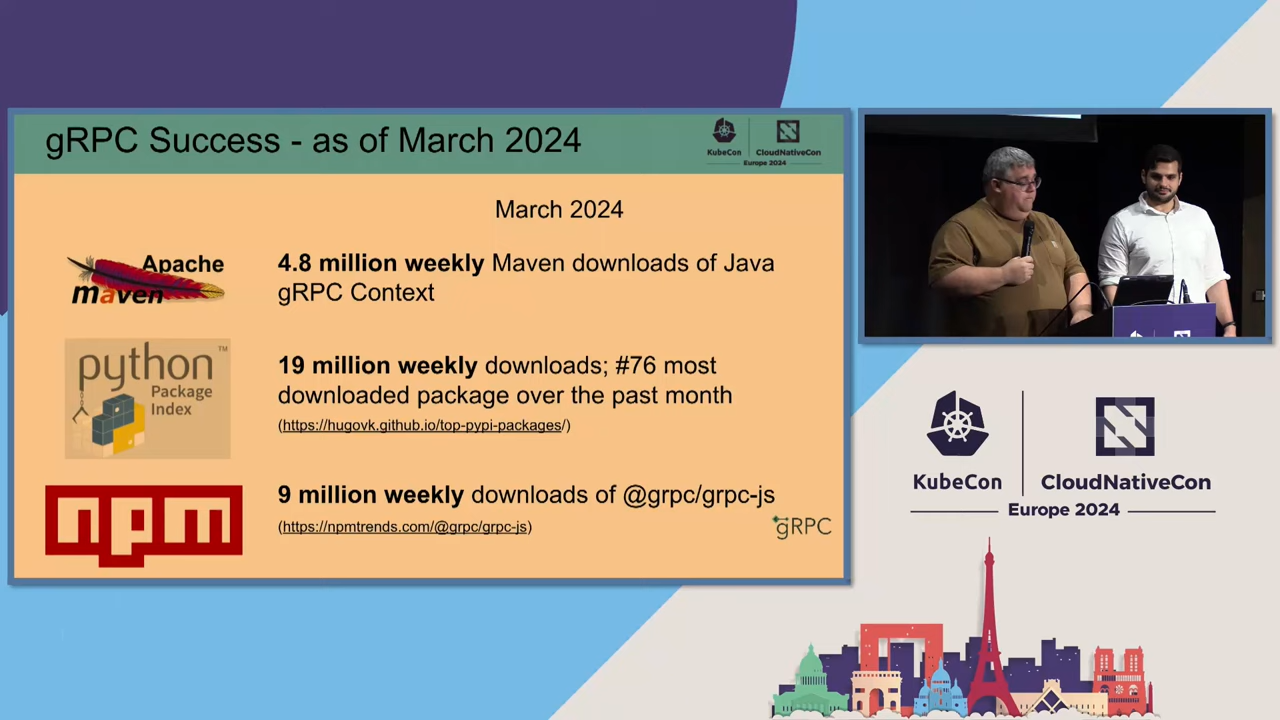 gRPC Success - as of March 2024
KubeCon
CloudNativeCon
Europe 2024
March 2024
Apache
maven
4.8 million weekly Maven downloads of Java
gRPC Context
python
TM
Package
Index
19 million weekly downloads; #76 most
downloaded package over the past month
(https://hugovk.github.io/top-pypi-packages/)
npm
9 million weekly downloads of @grpc/grpc-js
(https://npmtrends.com/@grpc/grpc-js)
gRPC
KubeCon
CloudNativeCon
Europe 2024